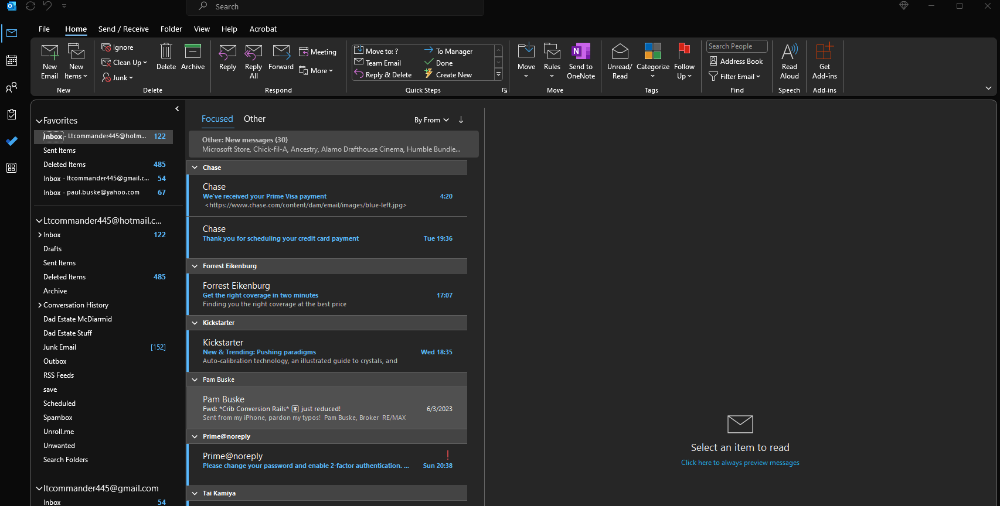 Search
File Home Send / Receive Folder View Help Acrobat
New Email
New Items
New
Ignore
Clean Up
Junk
Delete
Archive
Delete
Reply
Reply All
Forward
Meeting
More
Respond
Move to: ?
Team Email
Reply & Delete
To Manager
Done
Create New
Quick Steps
Move
Rules
Send to OneNote
Move
Unread/ Read
Categorize
Follow Up
Tags
Search People
Address Book
Filter Email
Find
Read Aloud
Speech
Get Add-ins
Add-ins
Favorites
Inbox - Ltcommander445@hotm... 122
Sent Items
Deleted Items 485
Inbox - ltcommander445@gmail.c... 54
Inbox - paul.buske@yahoo.com 67
Ltcommander445@hotmail.c...
Inbox 122
Drafts
Sent Items
Deleted Items 485
Archive
Conversation History
Dad Estate McDiarmid
Dad Estate Stuff
Junk Email [152]
Outbox
RSS Feeds
save
Scheduled
Spambox
Unroll.me
Unwanted
Search Folders
ltcommander445@gmail.com
Inbox 54
Focused Other By From
Other: New messages (30)
Microsoft Store, Chick-fil-A, Ancestry, Alamo Drafthouse Cinema, Humble Bundle...
Chase
Chase
We've received your Prime Visa payment 4:20
<https://www.chase.com/content/dam/email/images/blue-left.jpg>
Chase
Thank you for scheduling your credit card payment Tue 19:36
Forrest Eikenburg
Forrest Eikenburg
Get the right coverage in two minutes 17:07
Finding you the right coverage at the best price
Kickstarter
Kickstarter
New & Trending: Pushing paradigms Wed 18:35
Auto-calibration technology, an illustrated guide to crystals, and
Pam Buske
Pam Buske
Fwd: *Crib Conversion Rails* just reduced! 6/3/2023
Sent from my iPhone, pardon my typos! Pam Buske, Broker RE/MAX
Prime@noreply
Prime@noreply !
Please change your password and enable 2-factor authentication. ... Sun 20:38
Tai Kamiya
Select an item to read
Click here to always preview messages